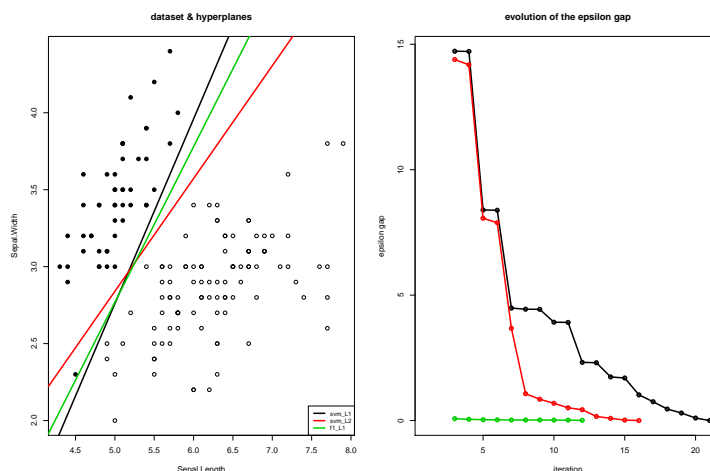 dataset & hyperplanes
Sepal.Width
4.0
3.5
3.0
2.5
2.0
4.5
5.0
5.5
6.0
6.5
7.0
7.5
8.0
Sepal.Length
svm_L1
svm_L2
f1_L1
evolution of the epsilon gap
epsilon gap
15
10
5
0
5
10
15
20
iteration